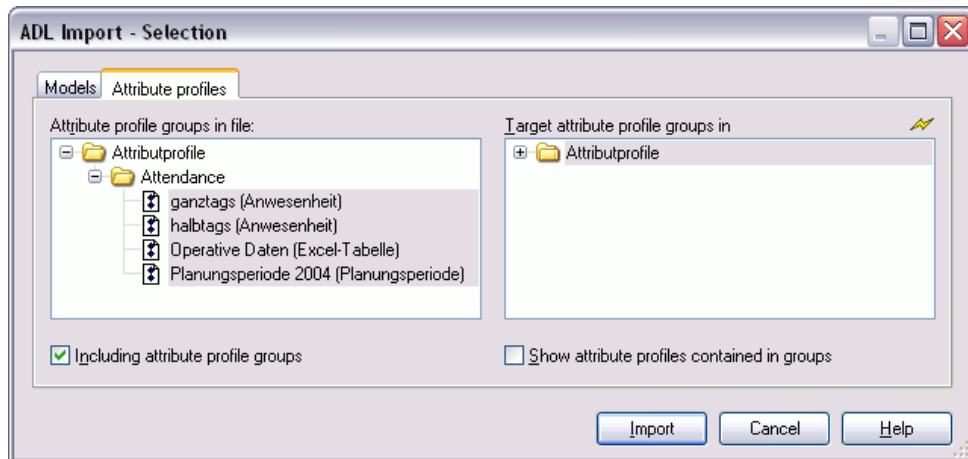 ADL Import - Selection
Models
Attribute profiles
Attribute profile groups in file:
Attributprofile
Attendance
ganztags (Anwesenheit)
halbtags (Anwesenheit)
Operative Daten (Excel-Tabelle)
Planungsperiode 2004 (Planungsperiode)
Including attribute profile groups
Target attribute profile groups in
Attributprofile
Show attribute profiles contained in groups
Import
Cancel
Help